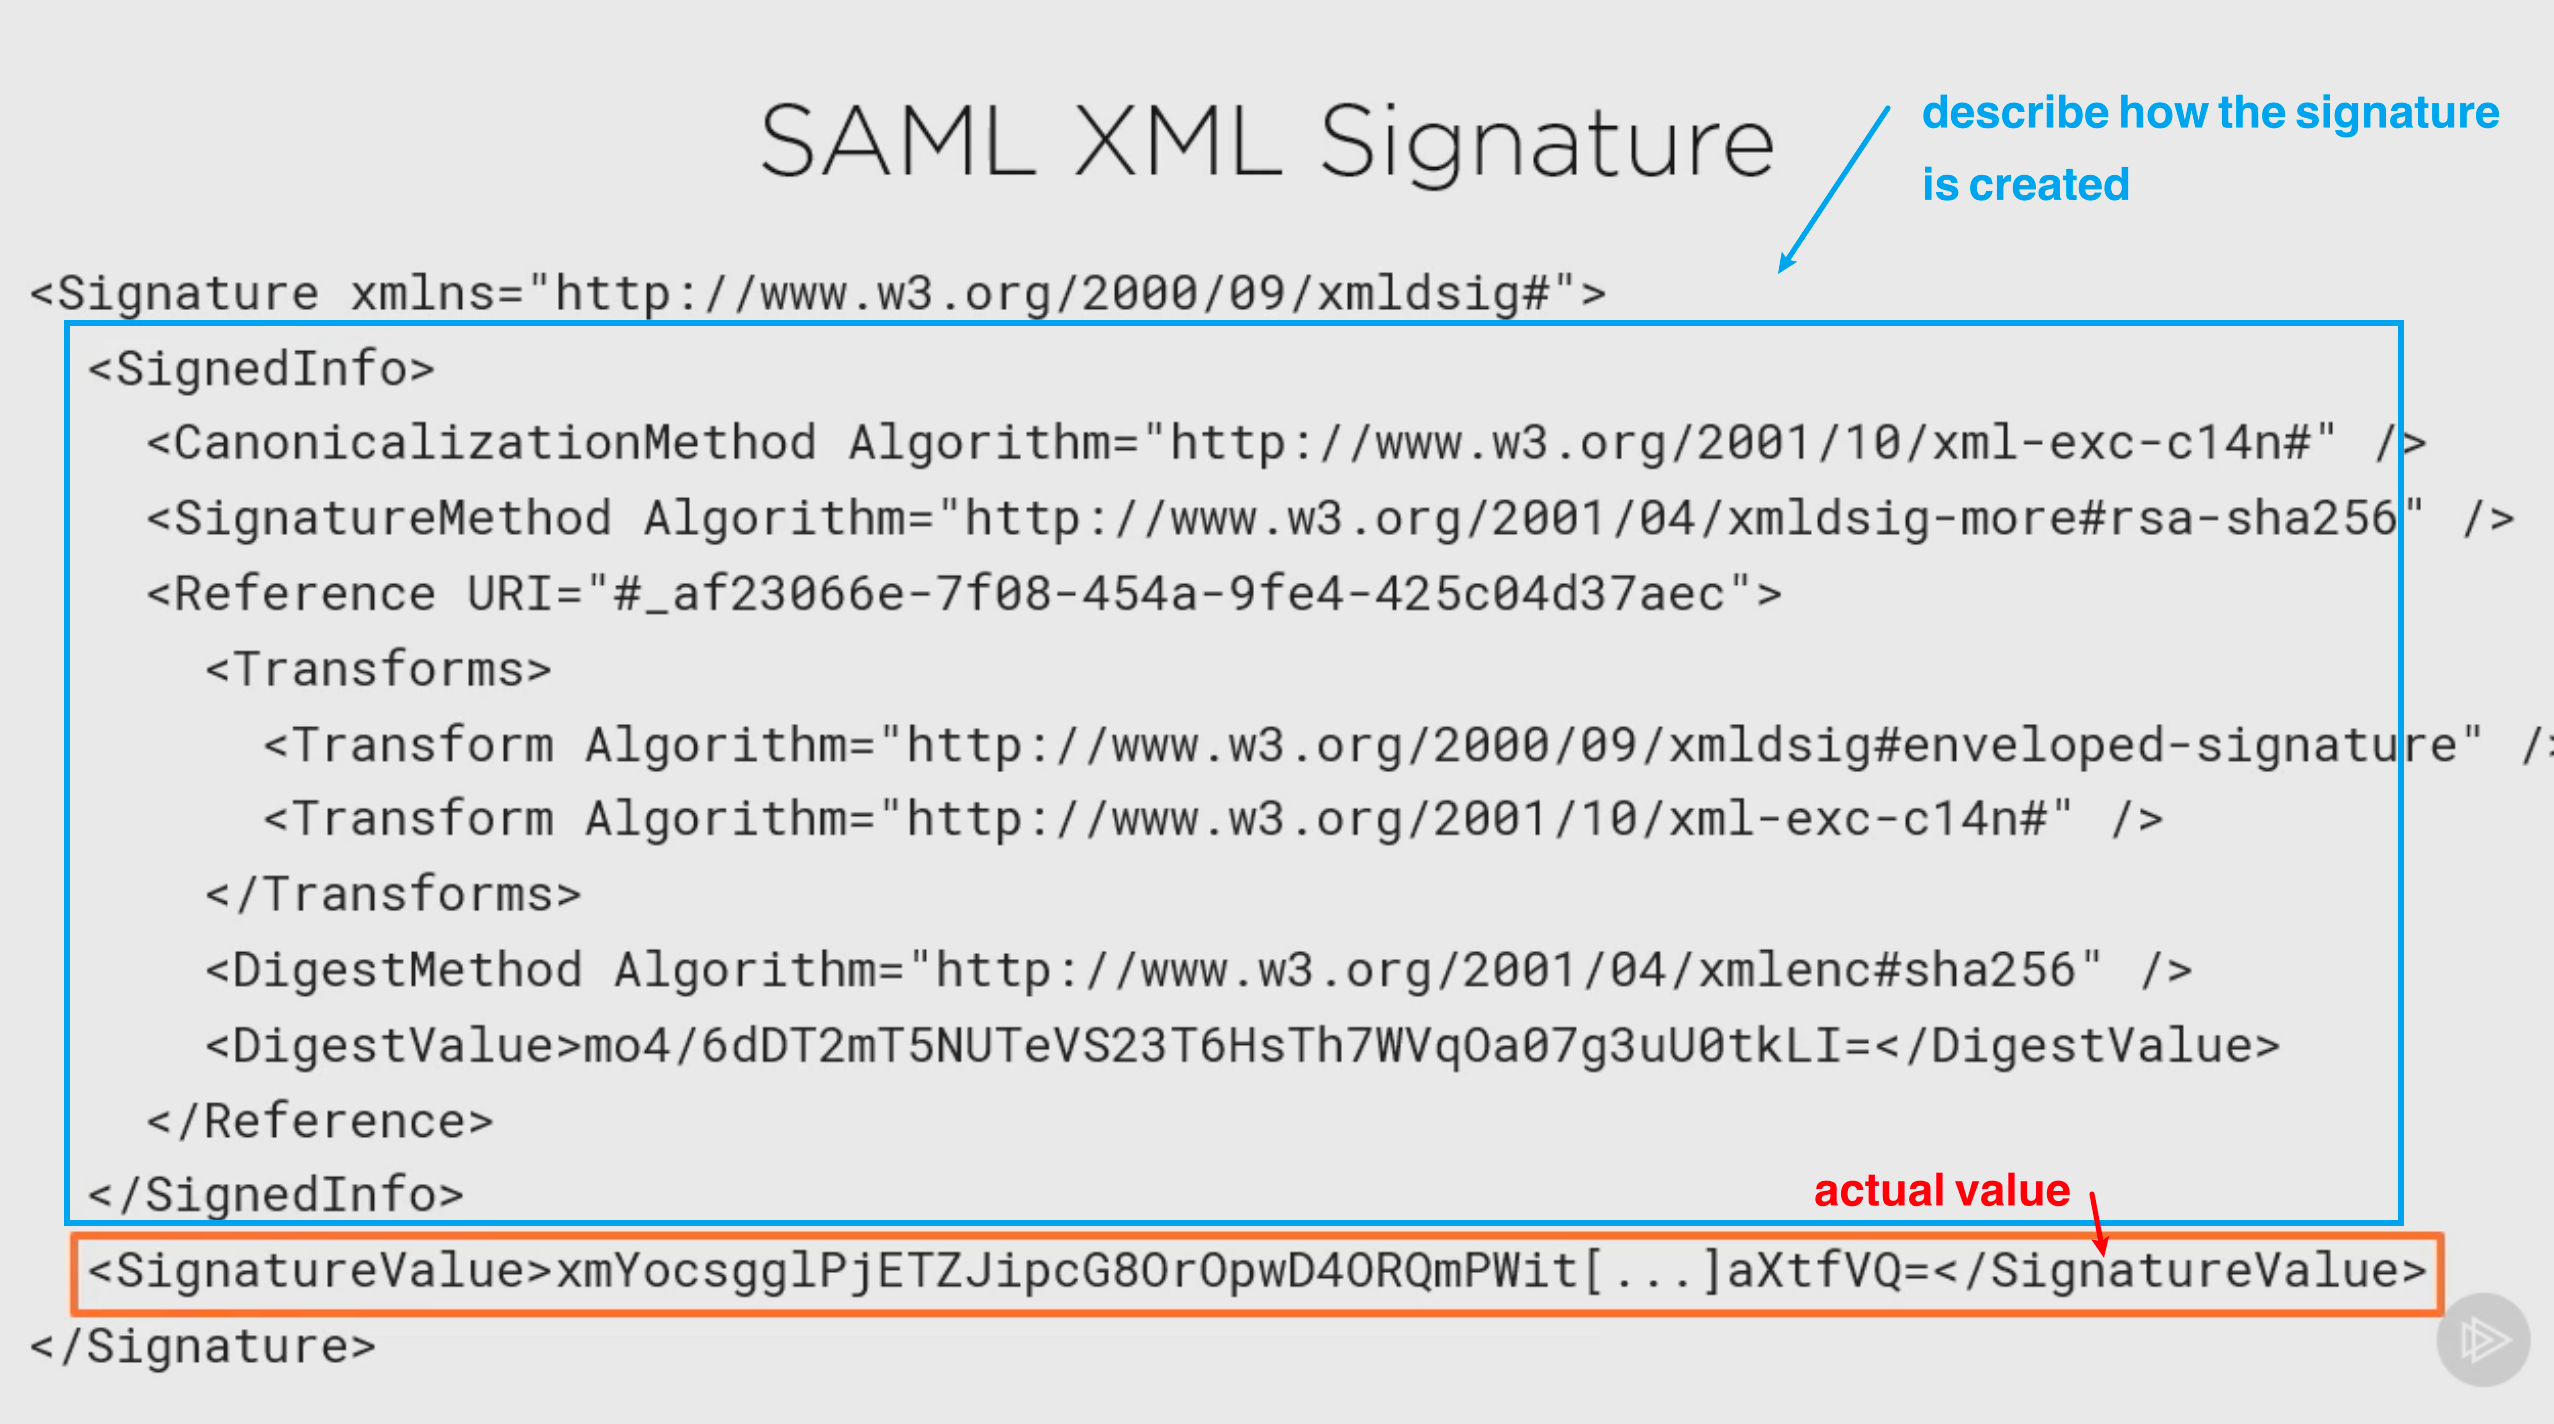 SAML XML Signature
describe how the signature
is created
<Signature xmlns="http://www.w3.org/2000/09/xmldsig#">
<SignedInfo>
<CanonicalizationMethod Algorithm="http://www.w3.org/2001/10/xml-exc-c14n#" />
<SignatureMethod Algorithm="http://www.w3.org/2001/04/xmldsig-more#rsa-sha256" />
<Reference URI="#_af23066e-7f08-454a-9fe4-425c04d37aec">
<Transforms>
<Transform Algorithm="http://www.w3.org/2000/09/xmldsig#enveloped-signature" />
<Transform Algorithm="http://www.w3.org/2001/10/xml-exc-c14n#" />
</Transforms>
<DigestMethod Algorithm="http://www.w3.org/2001/04/xmlenc#sha256" />
<DigestValue>mo4/6dDT2mT5NUTeVS23T6HsTh7WVqOa07g3uU0tkLI=</DigestValue>
</Reference>
</SignedInfo>
actual value
<SignatureValue>xmYocsgglPjETZJipcG8OrOpwD4ORQmPWit[...]aXtfVQ=</SignatureValue>
</Signature>